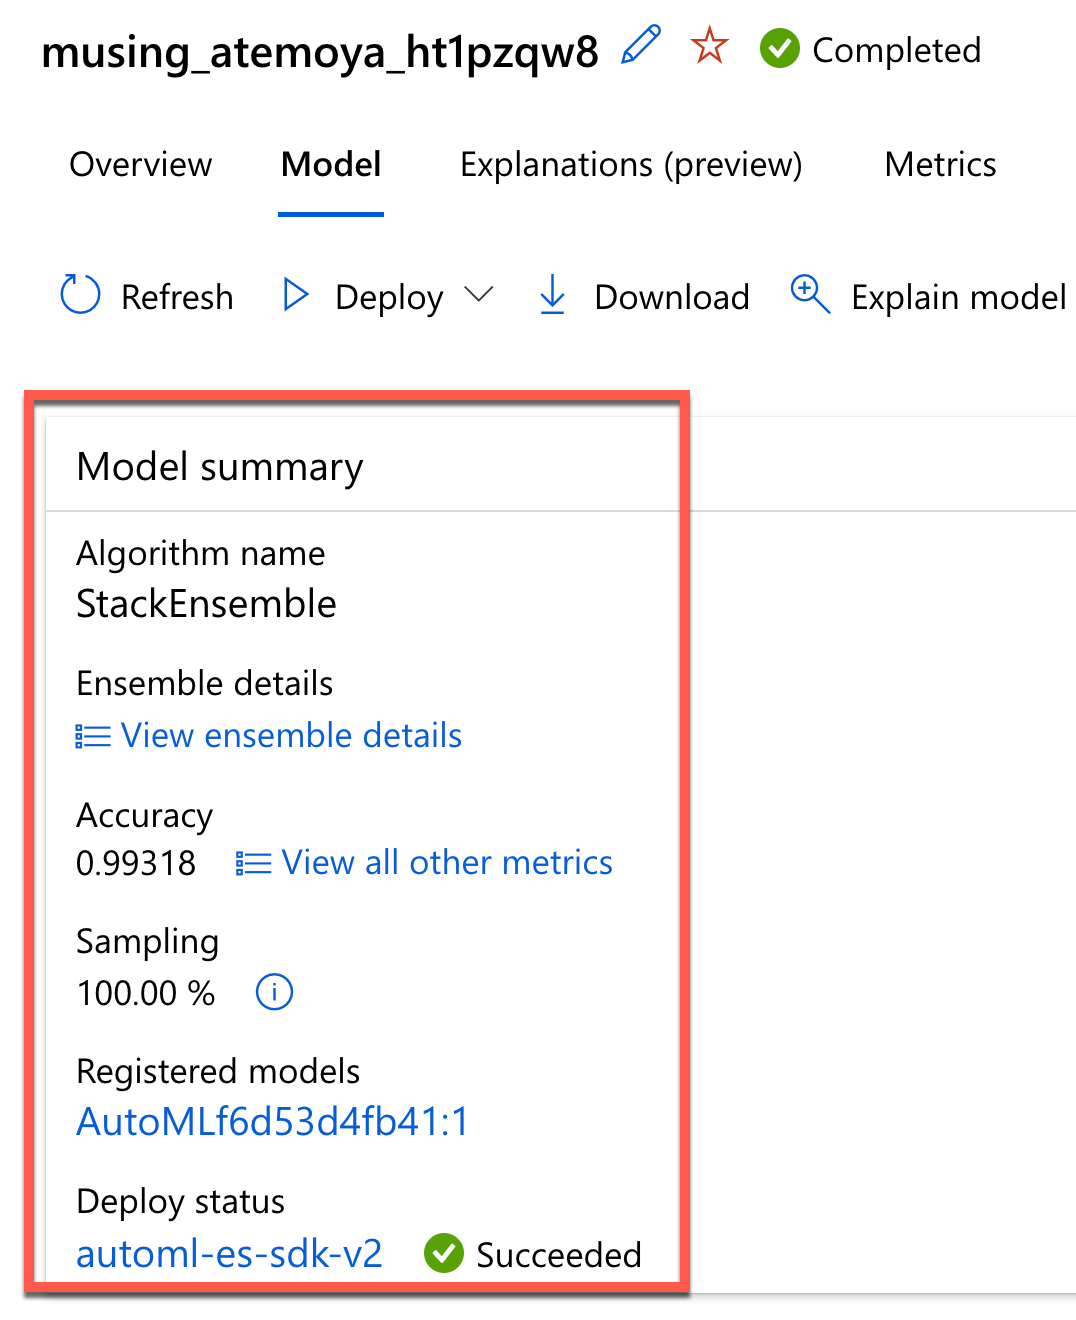 musing_atemoya_ht1pzqw8 Completed
Overview Model Explanations (preview) Metrics
Refresh Deploy Download Explain model
Model summary
Algorithm name
StackEnsemble
Ensemble details
View ensemble details
Accuracy
0.99318 View all other metrics
Sampling
100.00 %
Registered models
AutoMLf6d53d4fb41:1
Deploy status
automl-es-sdk-v2 Succeeded